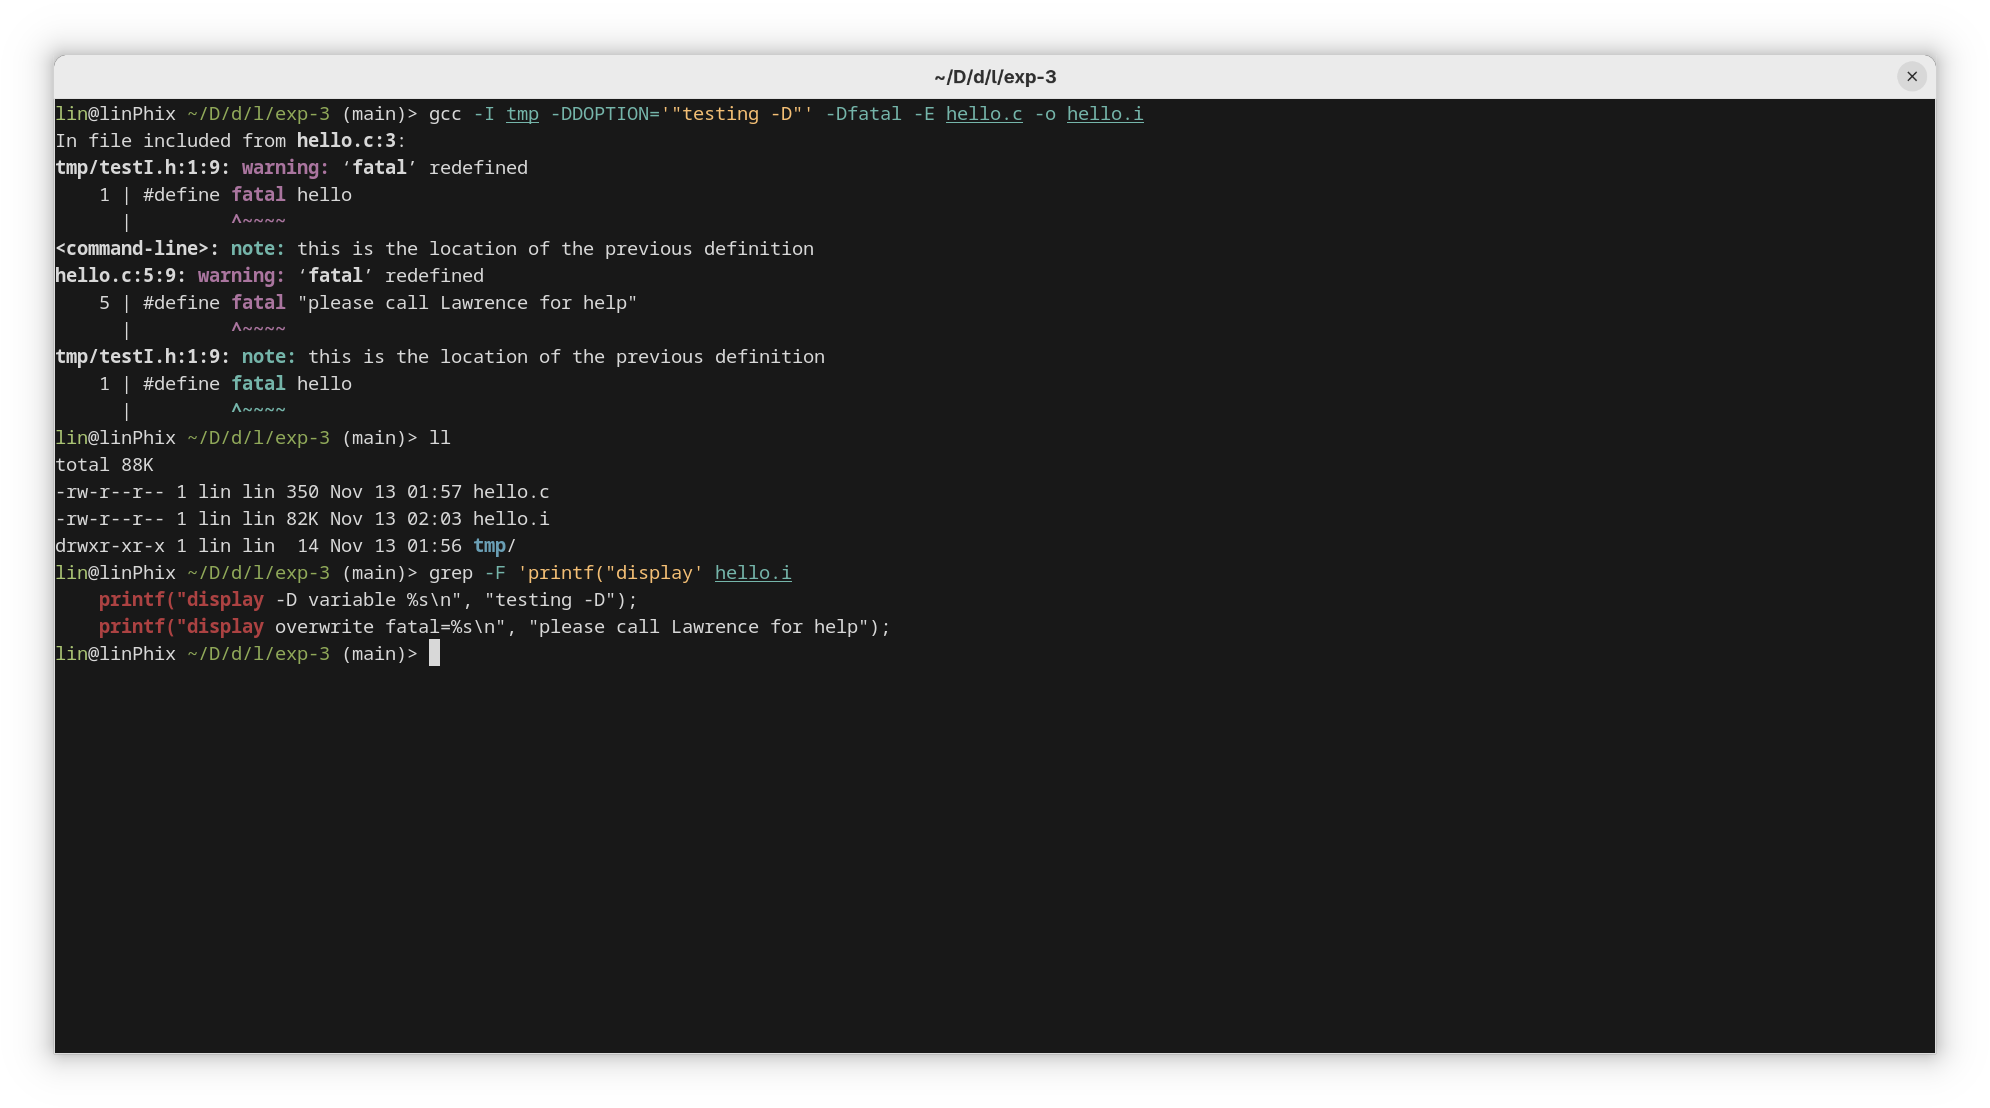 ~/D/d/l/exp-3
lin@linPhix ~/D/d/l/exp-3 (main)> gcc -I tmp -DDOPTION='"testing -D"' -Dfatal -E hello.c -o hello.i
In file included from hello.c:3:
tmp/testI.h:1:9: warning: ‘fatal’ redefined
    1 | #define fatal hello
      |         ^~~~~
<command-line>: note: this is the location of the previous definition
hello.c:5:9: warning: ‘fatal’ redefined
    5 | #define fatal "please call Lawrence for help"
      |         ^~~~~
tmp/testI.h:1:9: note: this is the location of the previous definition
    1 | #define fatal hello
      |         ^~~~~
lin@linPhix ~/D/d/l/exp-3 (main)> ll
total 88K
-rw-r--r-- 1 lin lin 350 Nov 13 01:57 hello.c
-rw-r--r-- 1 lin lin 82K Nov 13 02:03 hello.i
drwxr-xr-x 1 lin lin  14 Nov 13 01:56 tmp/
lin@linPhix ~/D/d/l/exp-3 (main)> grep -F 'printf("display' hello.i
    printf("display -D variable %s\n", "testing -D");
    printf("display overwrite fatal=%s\n", "please call Lawrence for help");
lin@linPhix ~/D/d/l/exp-3 (main)>